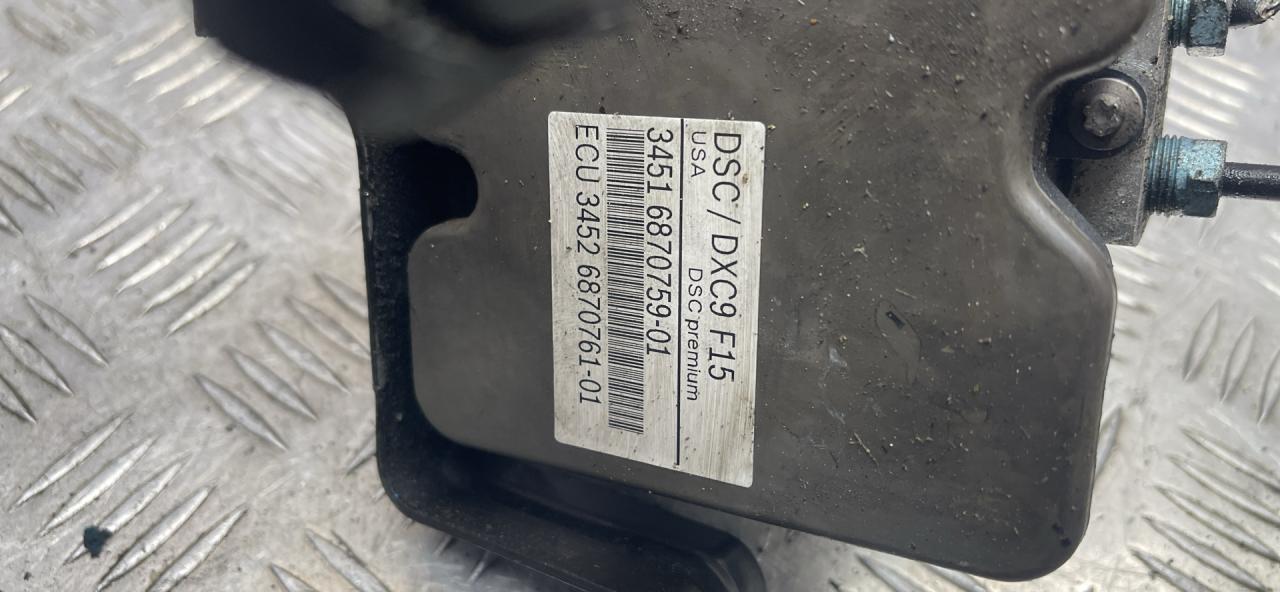 DSC/DXC9 F15
USA DSC premium
3451 6870759-01
ECU 3452 6870761-01